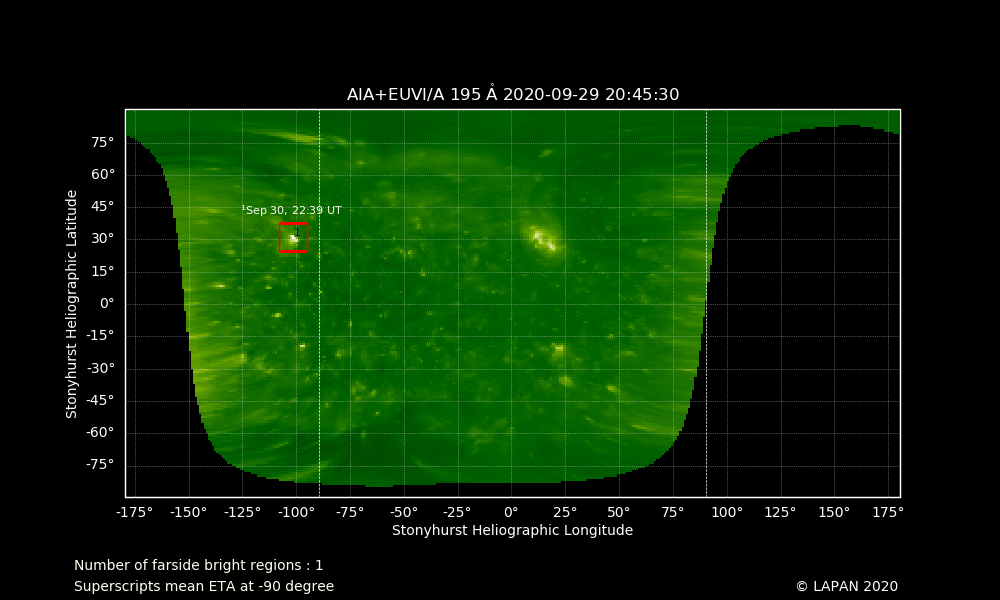 AIA+EUVI/A 195 Å 2020-09-29 20:45:30
75°
60°
¹Sep 30, 22:39 UT
45°
1
30°
15°
0°
-15°
-30°
-45°
-60°
-75°
Stonyhurst Heliographic Latitude
-175° -150° -125° -100° -75° -50° -25° 0° 25° 50° 75° 100° 125° 150° 175°
Stonyhurst Heliographic Longitude
Number of farside bright regions : 1
Superscripts mean ETA at -90 degree
© LAPAN 2020